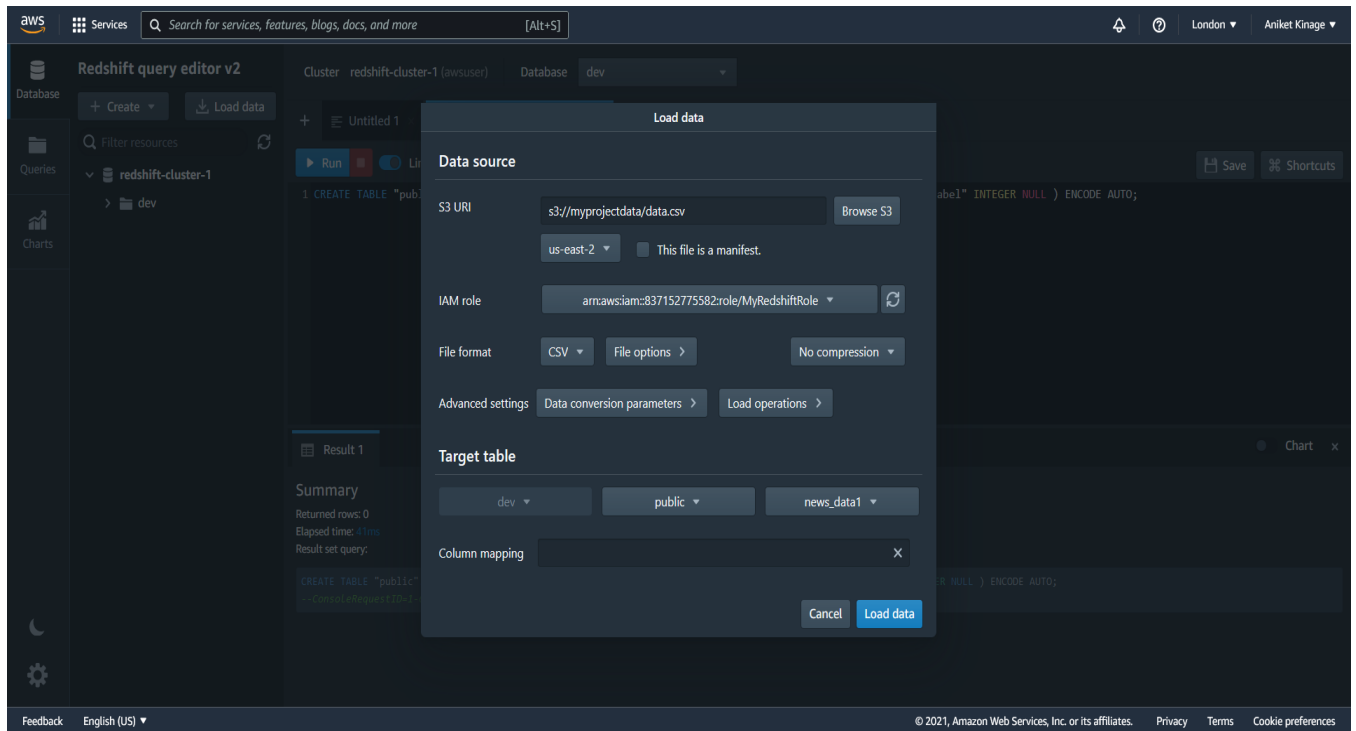 aws Services Search for services, features, blogs, docs, and more [Alt+S] London ▼ Aniket Kinage ▼
Database
Queries
Charts
Redshift query editor v2
+ Create Load data
Filter resources
redshift-cluster-1
dev
Cluster redshift-cluster-1 (awsuser) Database dev
+ Untitled 1
Run Li
Save Shortcuts
1 CREATE TABLE "publ
abel" INTEGER NULL ) ENCODE AUTO;
Load data
Data source
S3 URI s3://myprojectdata/data.csv Browse S3
us-east-2 This file is a manifest.
IAM role arn:aws:iam::837152775582:role/MyRedshiftRole
File format CSV File options > No compression
Advanced settings Data conversion parameters > Load operations >
Target table
dev public news_data1
Column mapping X
Cancel Load data
Result 1 Chart x
Summary
Returned rows: 0
Elapsed time: 41ms
Result set query:
CREATE TABLE "public"
ER NULL ) ENCODE AUTO;
--ConsoleRequestID=1-
Feedback English (US) ▼ © 2021, Amazon Web Services, Inc. or its affiliates. Privacy Terms Cookie preferences